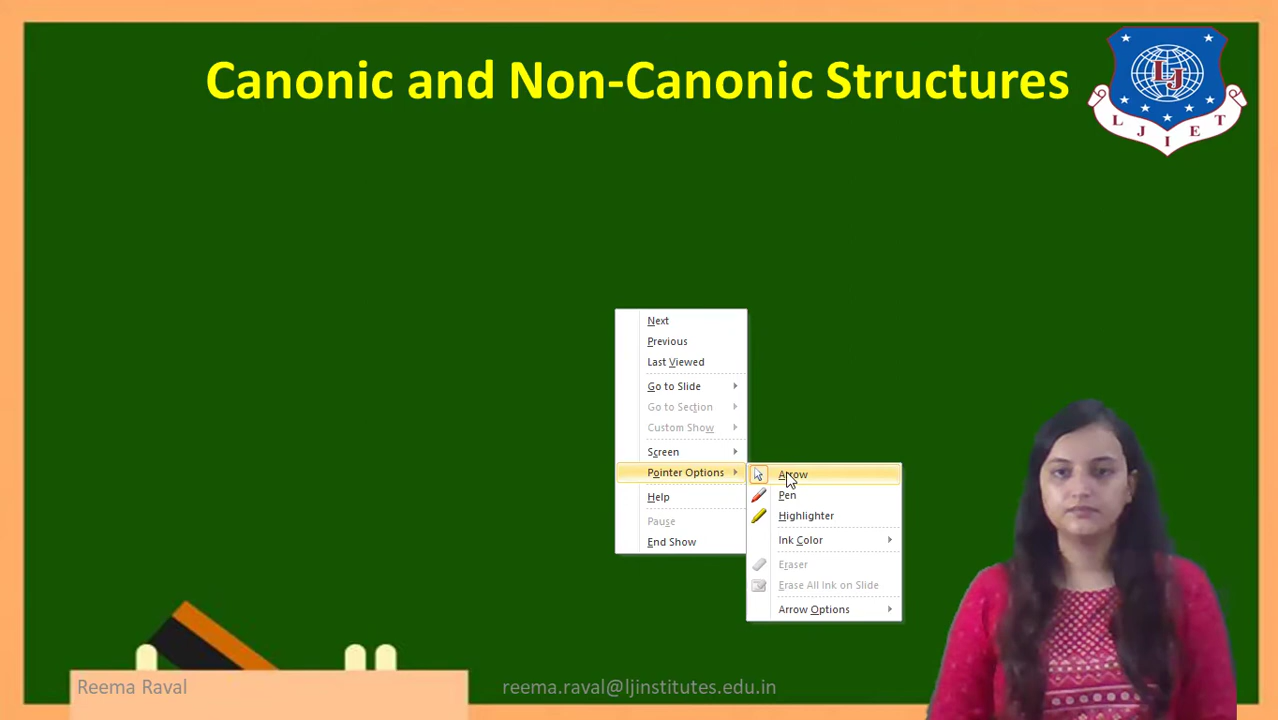 Canonic and Non-Canonic Structures
LJ
L J I E T
Next
Previous
Last Viewed
Go to Slide
Go to Section
Custom Show
Screen
Pointer Options
Help
Pause
End Show
Arrow
Pen
Highlighter
Ink Color
Eraser
Erase All Ink on Slide
Arrow Options
Reema Raval
reema.raval@ljinstitutes.edu.in